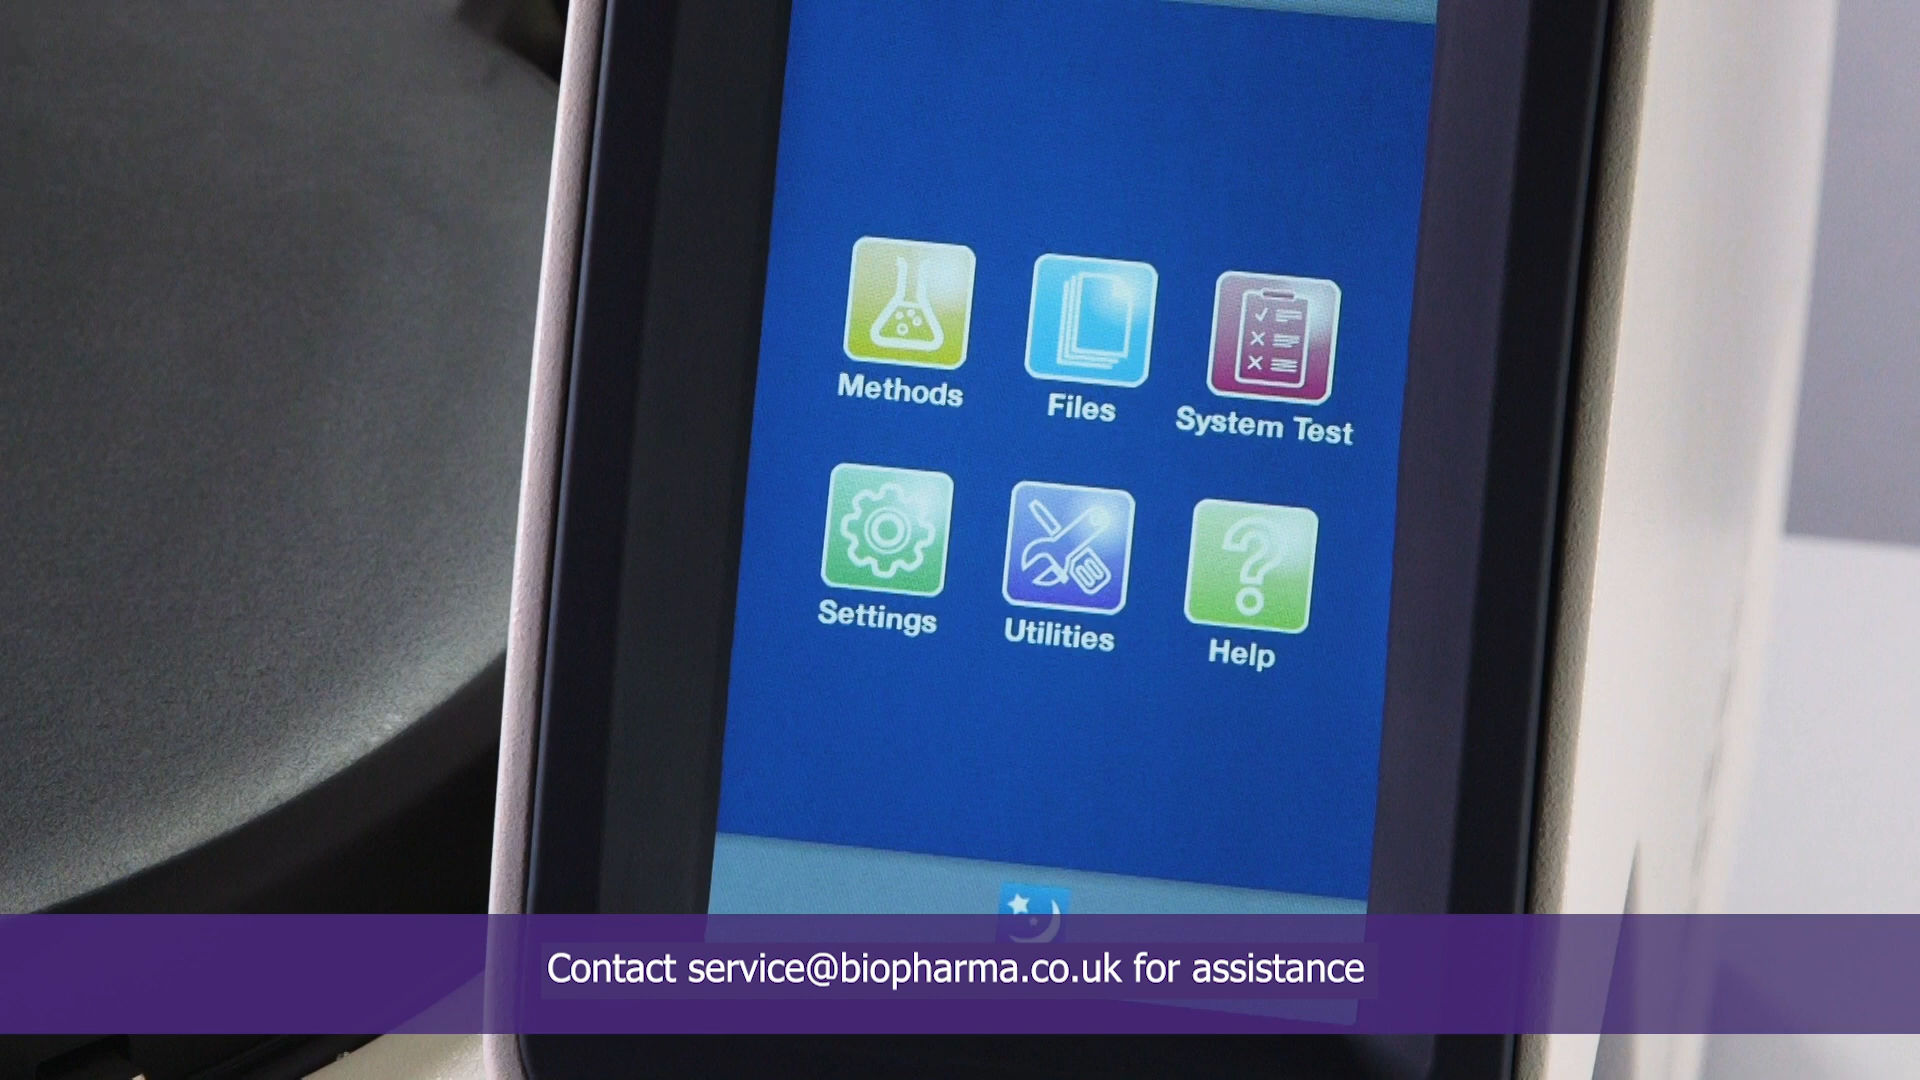 Methods
Files
System Test
Settings
Utilities
Help
Contact service@biopharma.co.uk for assistance